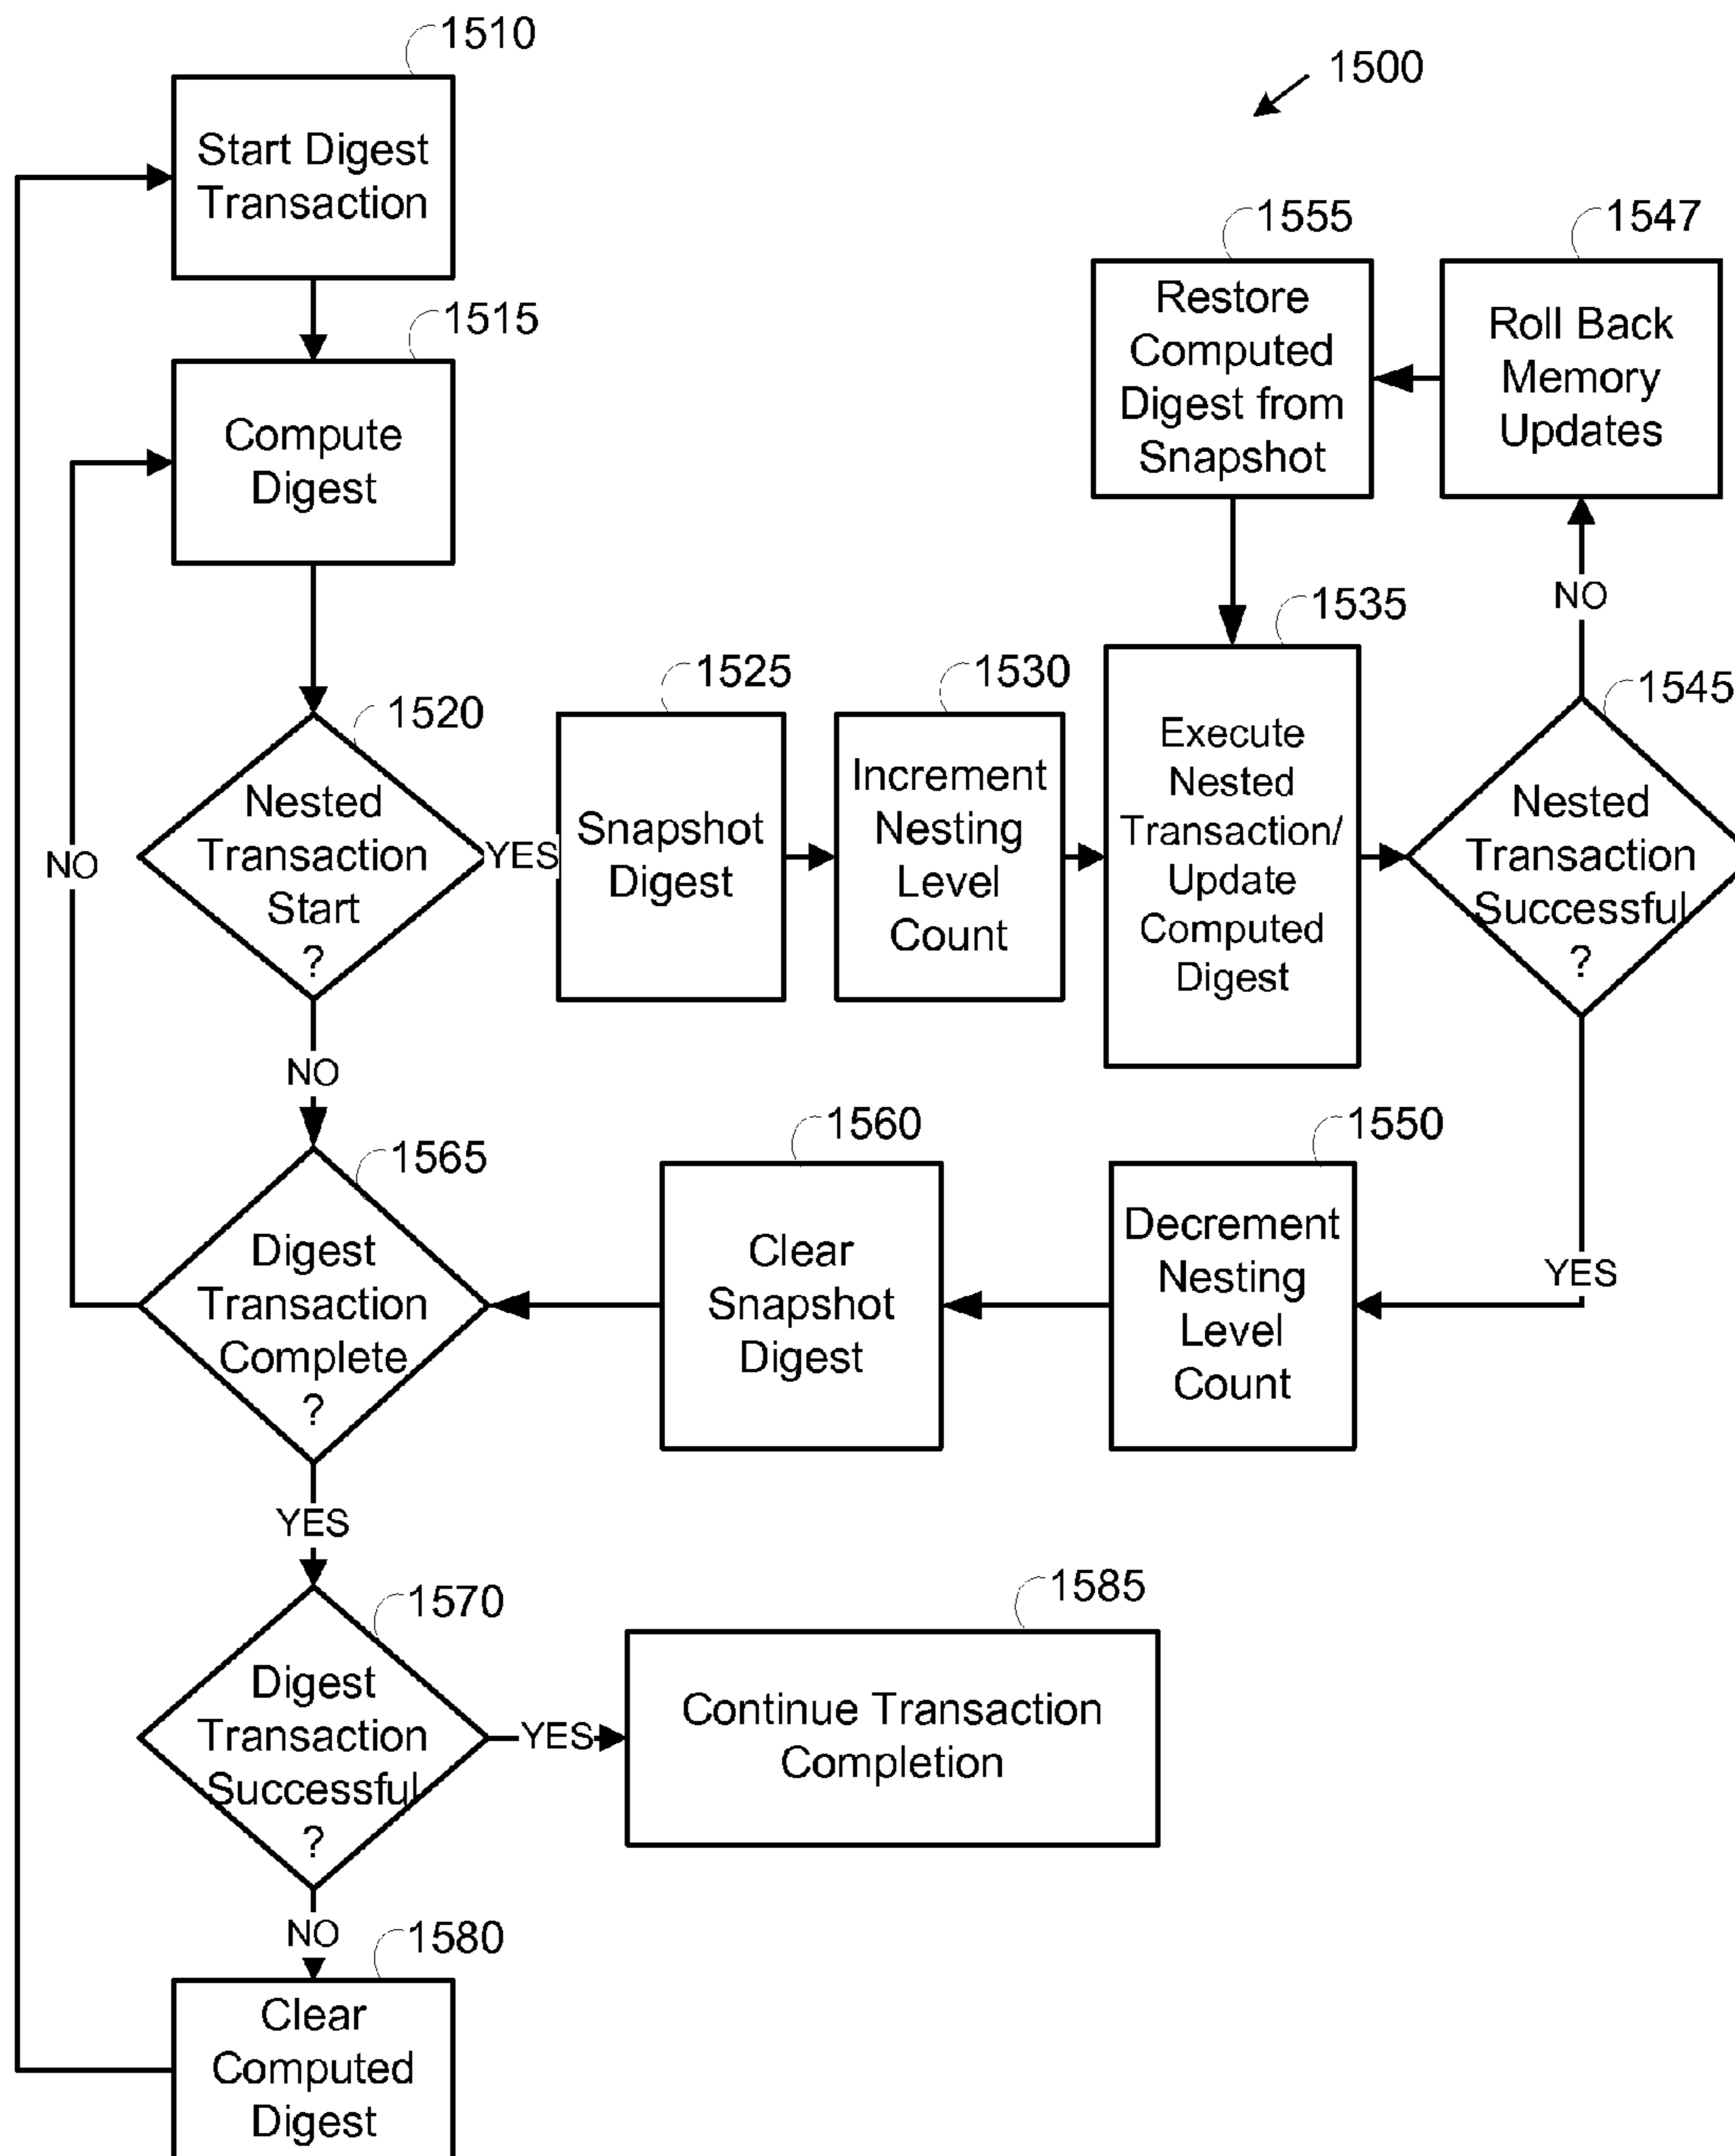 1510
1500
Start Digest
Transaction
1515
Compute
Digest
1555
Restore
Computed
Digest from
Snapshot
1547
Roll Back
Memory
Updates
NO
1520
Nested
Transaction
Start
?
YES
1525
Snapshot
Digest
1530
Increment
Nesting
Level
Count
1535
Execute
Nested
Transaction/
Update
Computed
Digest
1545
Nested
Transaction
Successful
?
NO
NO
YES
1565
Digest
Transaction
Complete
?
1560
Clear
Snapshot
Digest
1550
Decrement
Nesting
Level
Count
YES
1570
Digest
Transaction
Successful
?
YES
1585
Continue Transaction
Completion
NO
1580
Clear
Computed
Digest